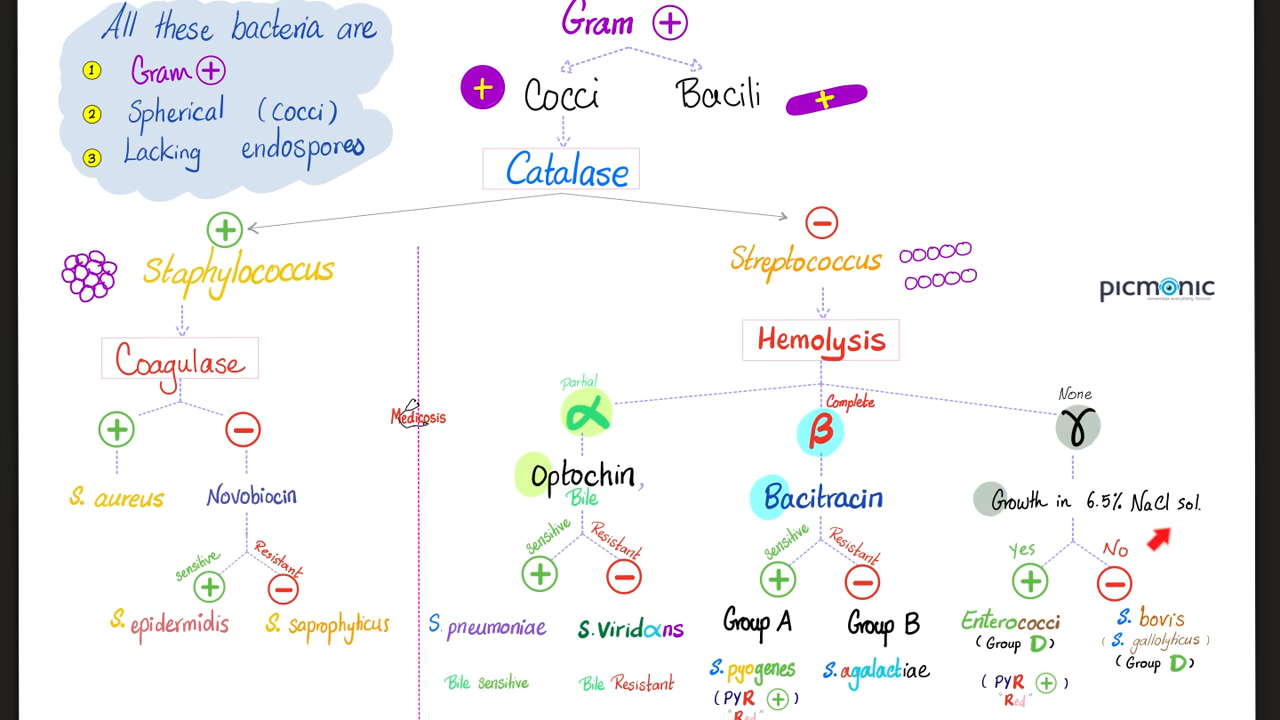 All these bacteria are
1 Gram +
2 Spherical (cocci)
3 Lacking endospores
Gram +
+ Cocci
Bacili +
Catalase
+
−
Staphylococcus
Streptococcus
picmonic
Coagulase
Hemolysis
Medicosis
+
−
S. aureus
Novobiocin
sensitive
Resistant
+
−
S. epidermidis
S. saprophyticus
Partial
α
Complete
β
None
γ
Optochin,
Bile
sensitive
Resistant
+
−
S. pneumoniae
S. Viridαns
Bile sensitive
Bile Resistant
Bacitracin
sensitive
Resistant
+
−
Group A
Group B
S. pyogenes
S. agalactiae
(PYR + )
"Red"
Growth in 6.5% NaCl sol.
Yes
No
+
−
Enterococci
(Group D)
(PYR + )
"Red"
S. bovis
(S. gallolyticus)
(Group D)